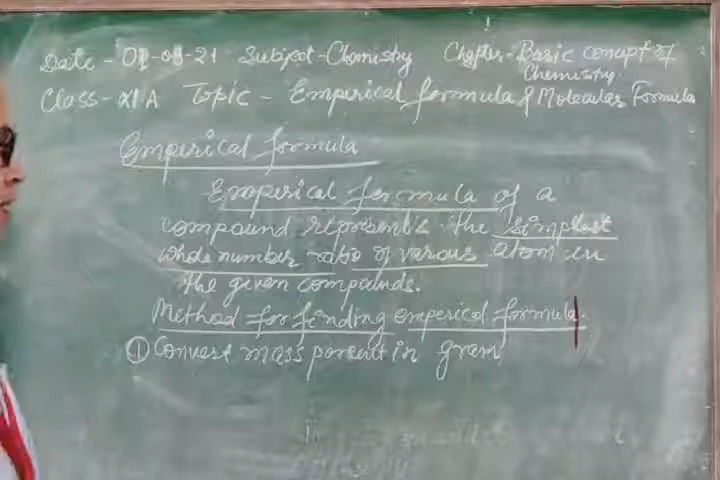 Date - 01-09-21 Subject - Chemistry Chapter - Basic concept of Chemistry.
Class - XI A Topic - Emperical formula & Molecular Formula
Emperical formula
Emperical formula of a
compound represents the simplest
whole number ratio of various atom in
the given compounds.
Method for finding emperical formula.
① Convert mass percent in gram